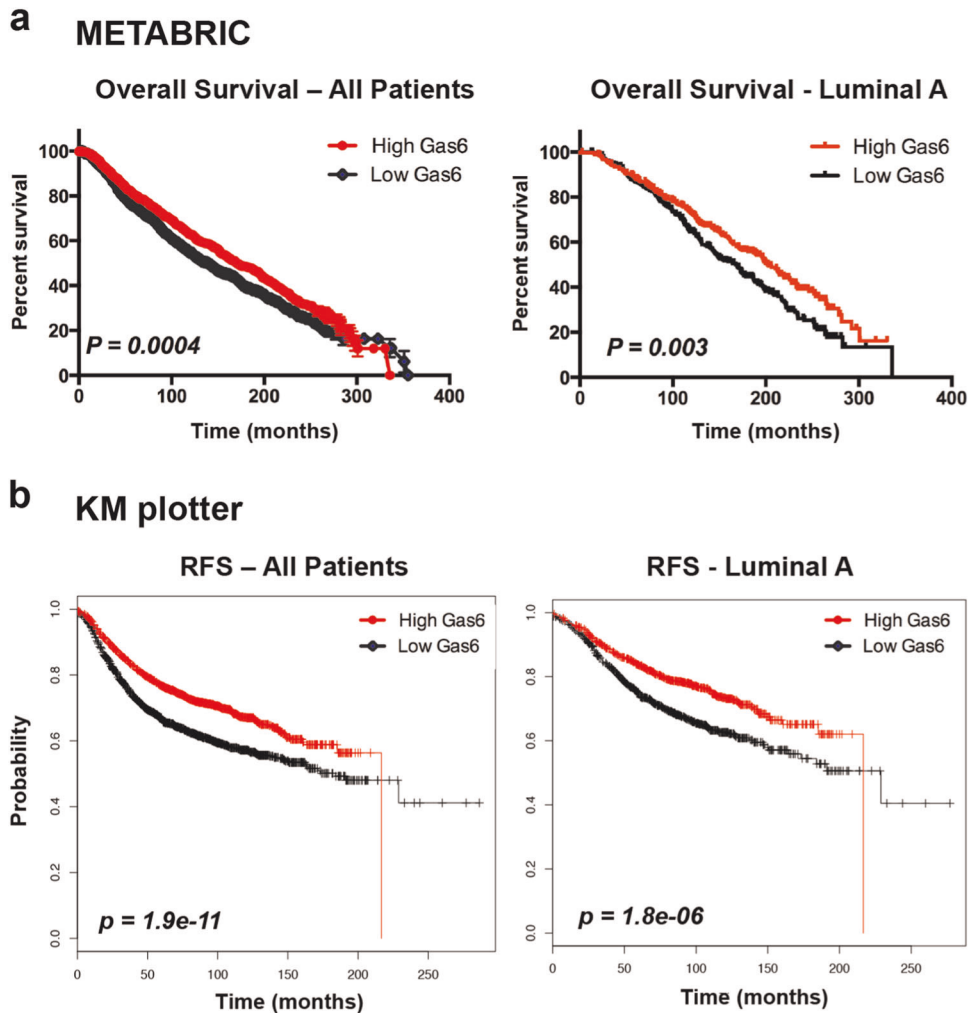 a METABRIC
Overall Survival – All Patients
High Gas6
Low Gas6
Percent survival
100
80
60
40
20
0
P = 0.0004
0 100 200 300 400
Time (months)
Overall Survival - Luminal A
High Gas6
Low Gas6
Percent survival
100
80
60
40
20
0
P = 0.003
0 100 200 300 400
Time (months)
b KM plotter
RFS – All Patients
High Gas6
Low Gas6
Probability
1.0
0.8
0.6
0.4
0.2
0.0
p = 1.9e-11
0 50 100 150 200 250
Time (months)
RFS - Luminal A
High Gas6
Low Gas6
1.0
0.8
0.6
0.4
0.2
0.0
p = 1.8e-06
0 50 100 150 200 250
Time (months)